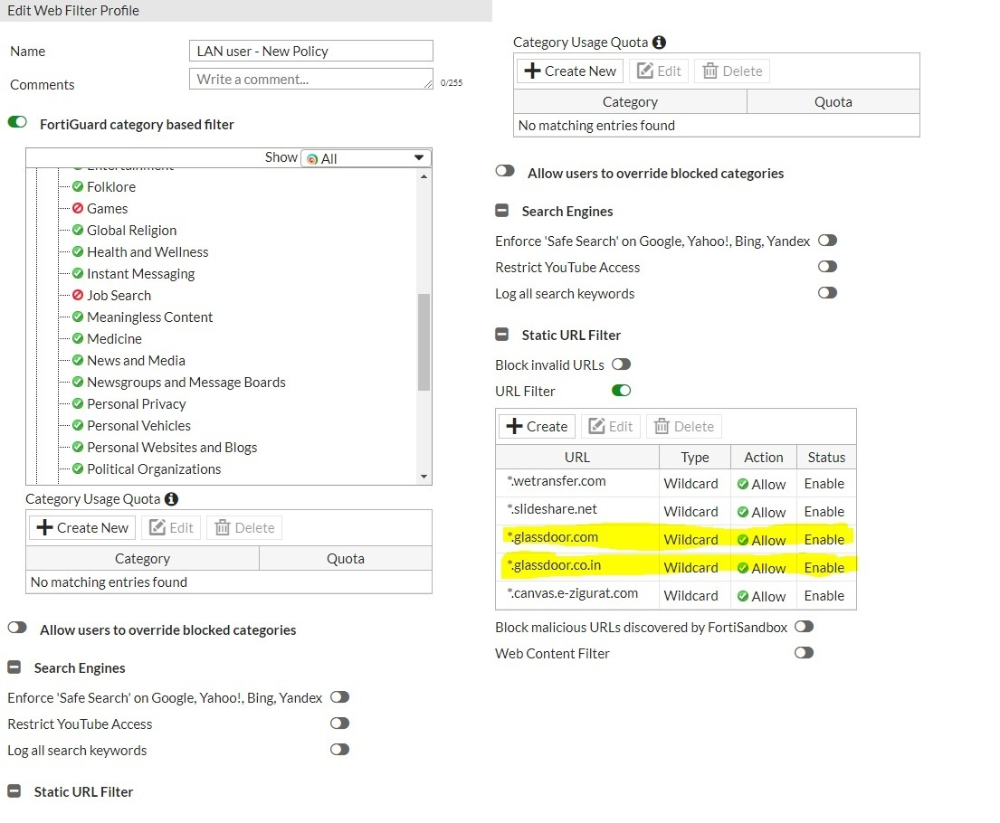 Edit Web Filter Profile
Name
LAN user - New Policy
Comments
Write a comment...
0/255
FortiGuard category based filter
Show All
Entertainment
Folklore
Games
Global Religion
Health and Wellness
Instant Messaging
Job Search
Meaningless Content
Medicine
News and Media
Newsgroups and Message Boards
Personal Privacy
Personal Vehicles
Personal Websites and Blogs
Political Organizations
Category Usage Quota
Create New Edit Delete
Category Quota
No matching entries found
Allow users to override blocked categories
Search Engines
Enforce 'Safe Search' on Google, Yahoo!, Bing, Yandex
Restrict YouTube Access
Log all search keywords
Static URL Filter
Category Usage Quota
Create New Edit Delete
Category Quota
No matching entries found
Allow users to override blocked categories
Search Engines
Enforce 'Safe Search' on Google, Yahoo!, Bing, Yandex
Restrict YouTube Access
Log all search keywords
Static URL Filter
Block invalid URLs
URL Filter
Create Edit Delete
URL Type Action Status
*.wetransfer.com Wildcard Allow Enable
*.slideshare.net Wildcard Allow Enable
*.glassdoor.com Wildcard Allow Enable
*.glassdoor.co.in Wildcard Allow Enable
*.canvas.e-zigurat.com Wildcard Allow Enable
Block malicious URLs discovered by FortiSandbox
Web Content Filter